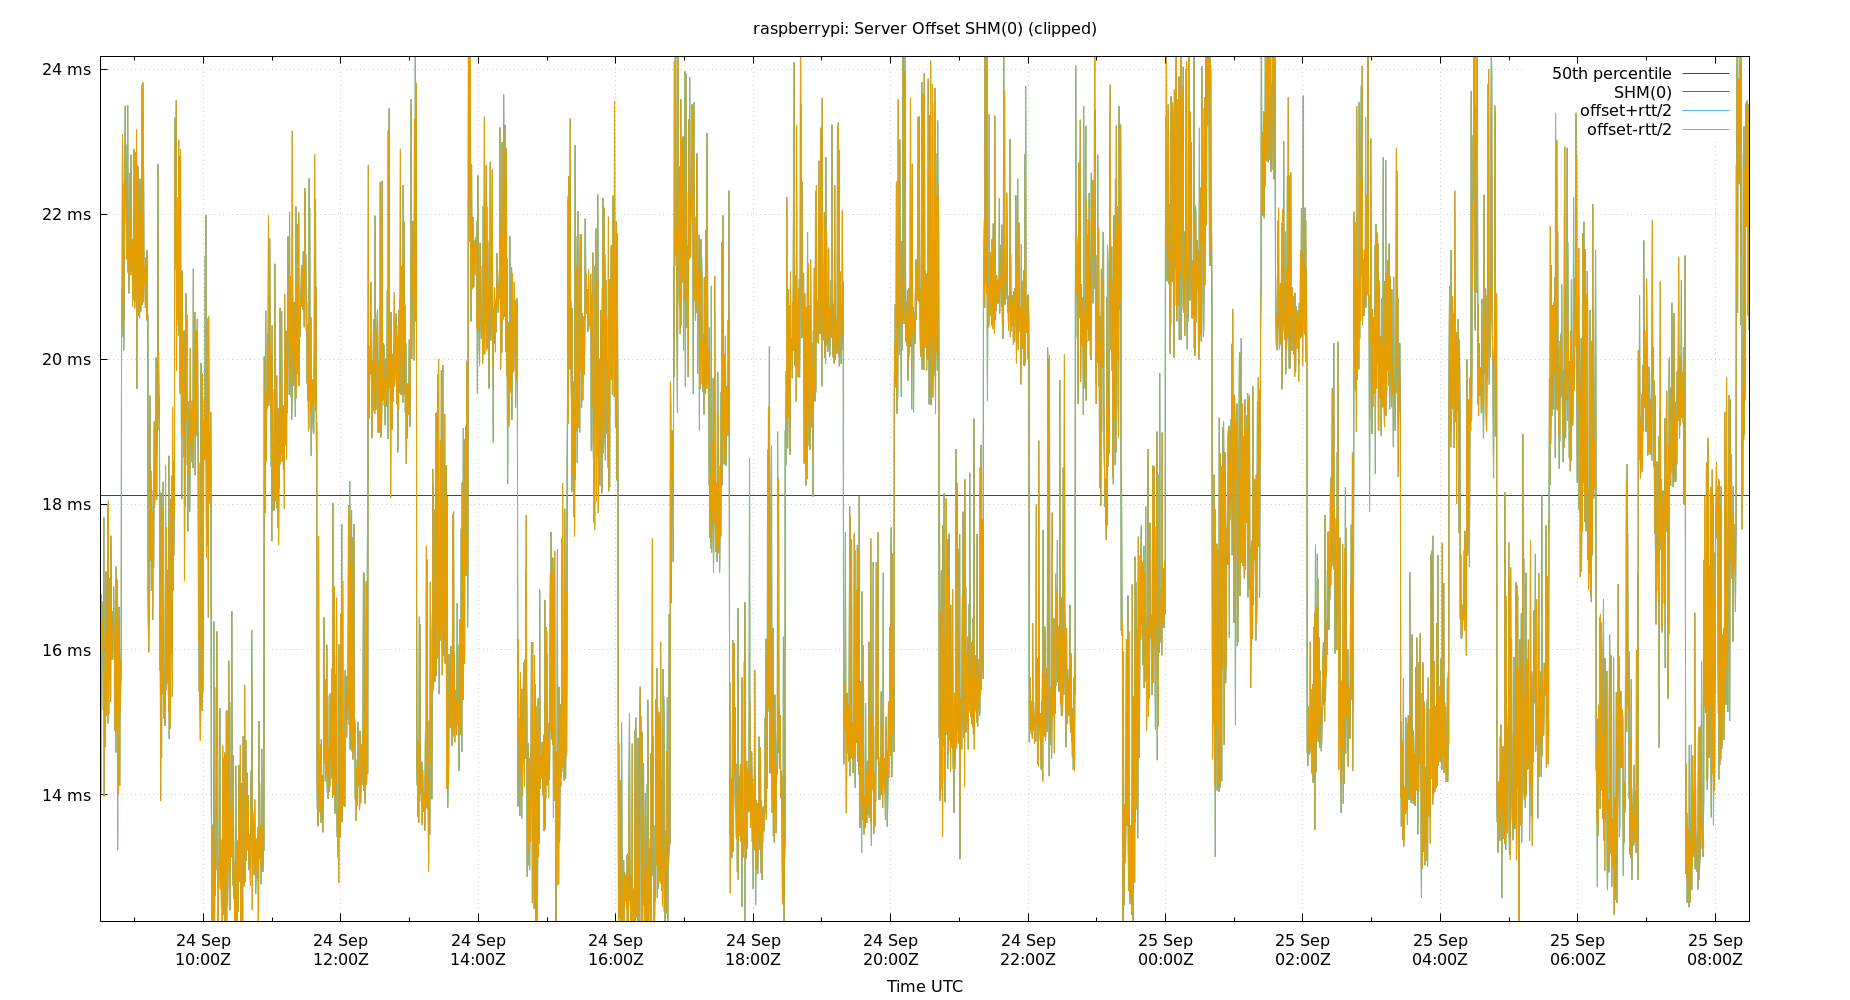 raspberrypi: Server Offset SHM(0) (clipped)
50th percentile
SHM(0)
offset+rtt/2
offset-rtt/2
24 ms
22 ms
20 ms
18 ms
16 ms
14 ms
24 Sep 24 Sep 24 Sep 24 Sep 24 Sep 24 Sep 24 Sep 25 Sep 25 Sep 25 Sep 25 Sep 25 Sep
10:00Z 12:00Z 14:00Z 16:00Z 18:00Z 20:00Z 22:00Z 00:00Z 02:00Z 04:00Z 06:00Z 08:00Z
Time UTC